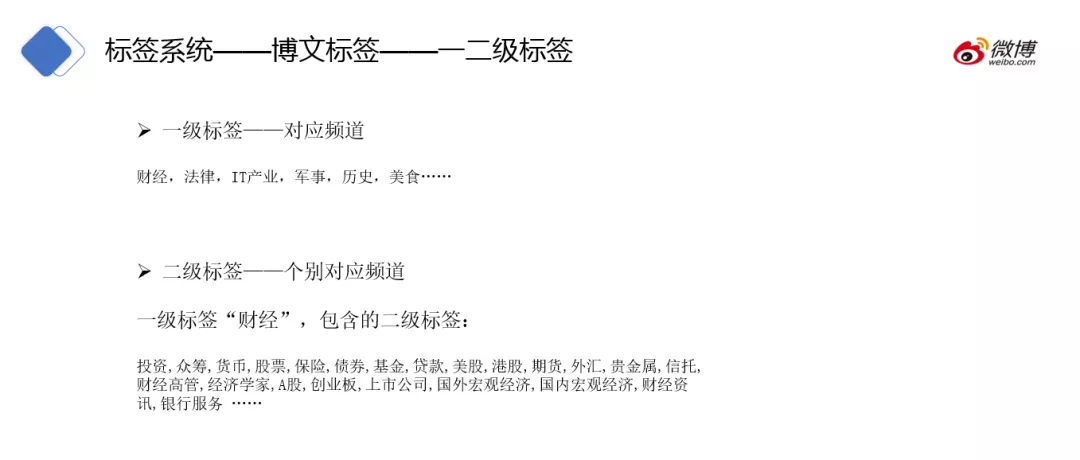 标签系统——博文标签——一二级标签
微博
weibo.com
➢ 一级标签——对应频道
财经, 法律, IT产业, 军事, 历史, 美食……
➢ 二级标签——个别对应频道
一级标签“财经”，包含的二级标签：
投资,众筹,货币,股票,保险,债券,基金,贷款,美股,港股,期货,外汇,贵金属,信托,
财经高管,经济学家,A股,创业板,上市公司,国外宏观经济,国内宏观经济,财经资
讯,银行服务 ……